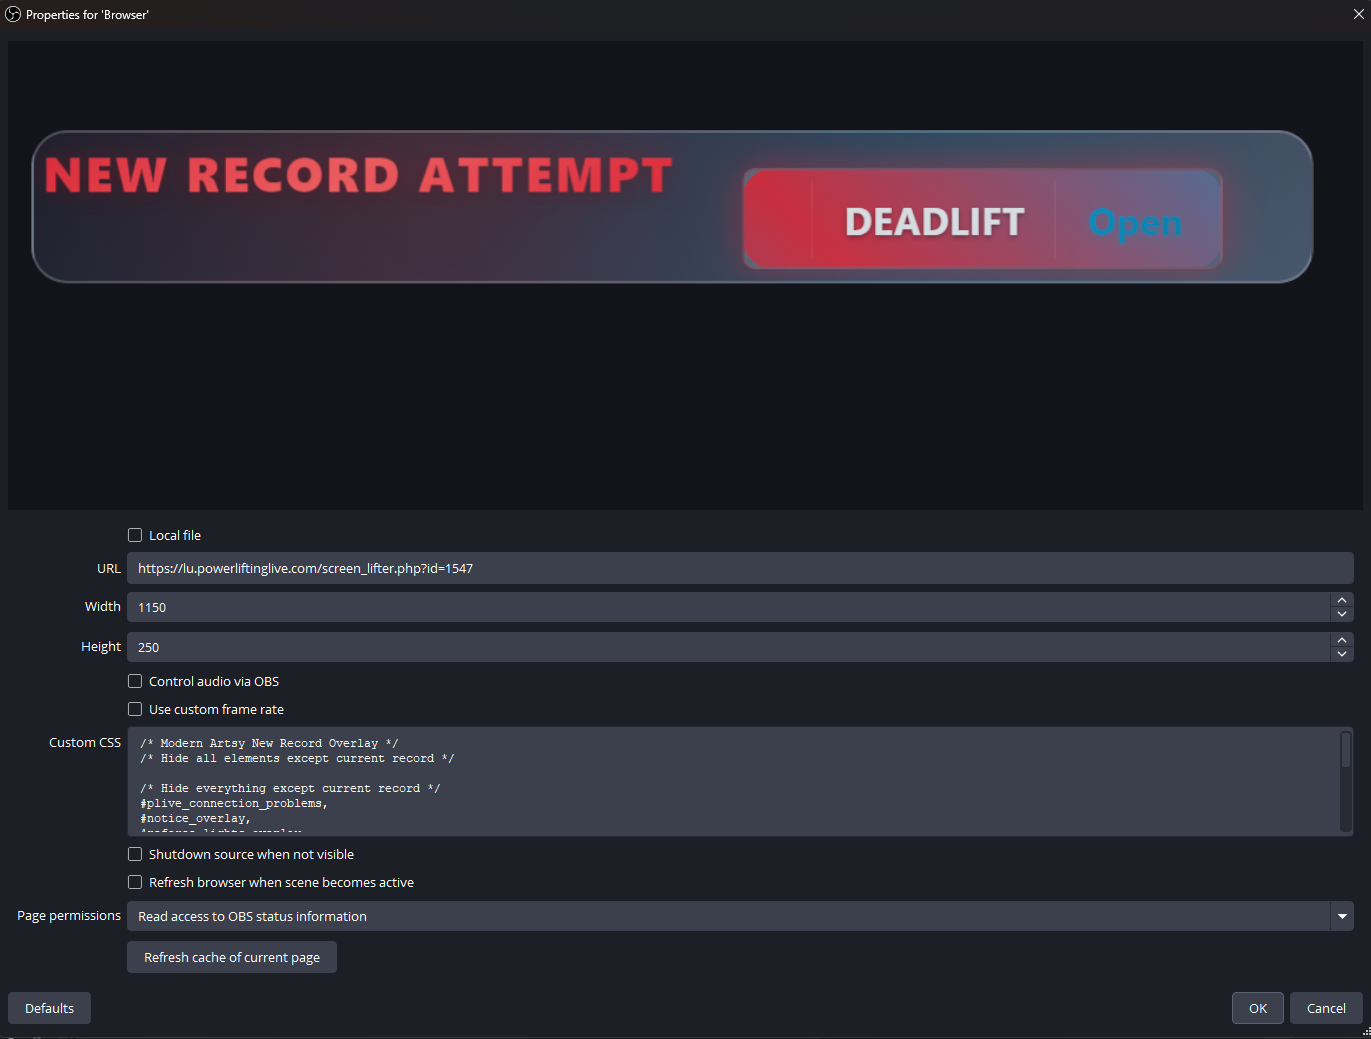 Properties for 'Browser'
NEW RECORD ATTEMPT
DEADLIFT
Open
Local file
URL
https://lu.powerliftinglive.com/screen_lifter.php?id=1547
Width
1150
Height
250
Control audio via OBS
Use custom frame rate
Custom CSS
/* Modern Artsy New Record Overlay */
/* Hide all elements except current record */
/* Hide everything except current record */
#plive_connection_problems,
#notice_overlay,
Shutdown source when not visible
Refresh browser when scene becomes active
Page permissions
Read access to OBS status information
Refresh cache of current page
Defaults
OK
Cancel